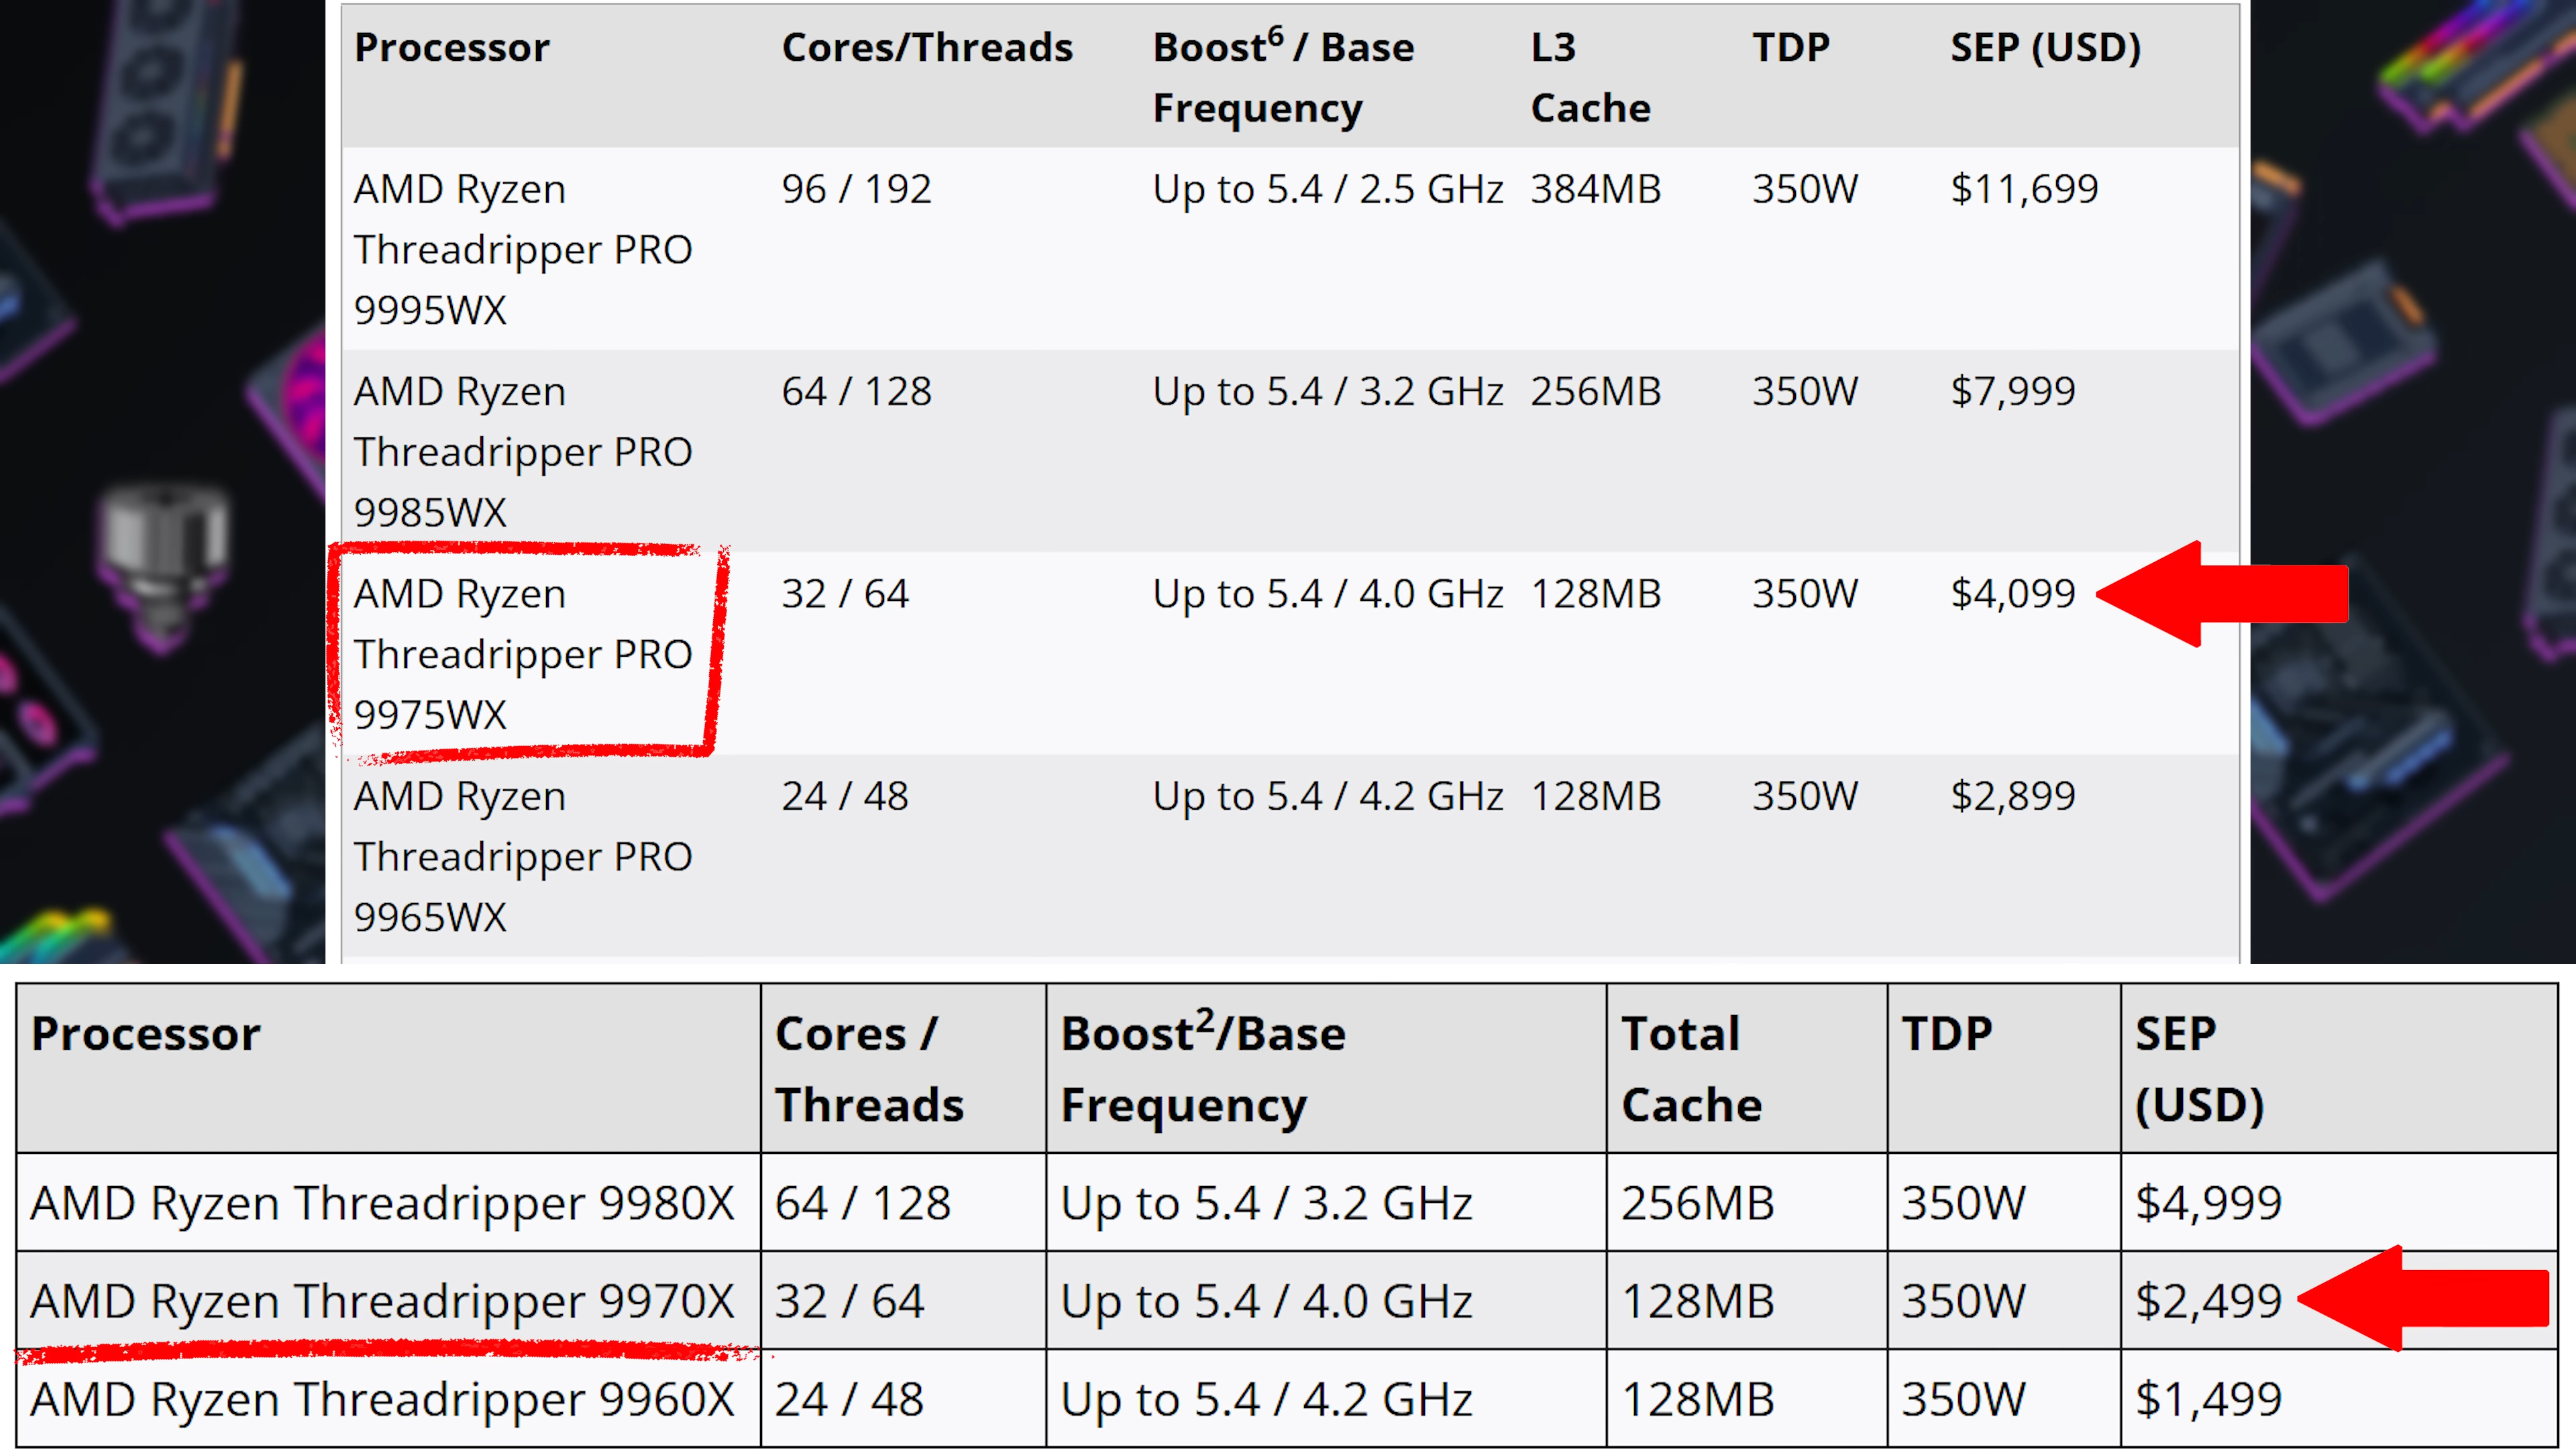 Processor Cores/Threads Boost6 / Base L3 TDP SEP (USD)
Frequency Cache
AMD Ryzen 96 / 192 Up to 5.4 / 2.5 GHz 384MB 350W $11,699
Threadripper PRO
9995WX
AMD Ryzen 64 / 128 Up to 5.4 / 3.2 GHz 256MB 350W $7,999
Threadripper PRO
9985WX
AMD Ryzen 32 / 64 Up to 5.4 / 4.0 GHz 128MB 350W $4,099
Threadripper PRO
9975WX
AMD Ryzen 24 / 48 Up to 5.4 / 4.2 GHz 128MB 350W $2,899
Threadripper PRO
9965WX
Processor Cores / Boost2/Base Total TDP SEP
Threads Frequency Cache (USD)
AMD Ryzen Threadripper 9980X 64 / 128 Up to 5.4 / 3.2 GHz 256MB 350W $4,999
AMD Ryzen Threadripper 9970X 32 / 64 Up to 5.4 / 4.0 GHz 128MB 350W $2,499
AMD Ryzen Threadripper 9960X 24 / 48 Up to 5.4 / 4.2 GHz 128MB 350W $1,499